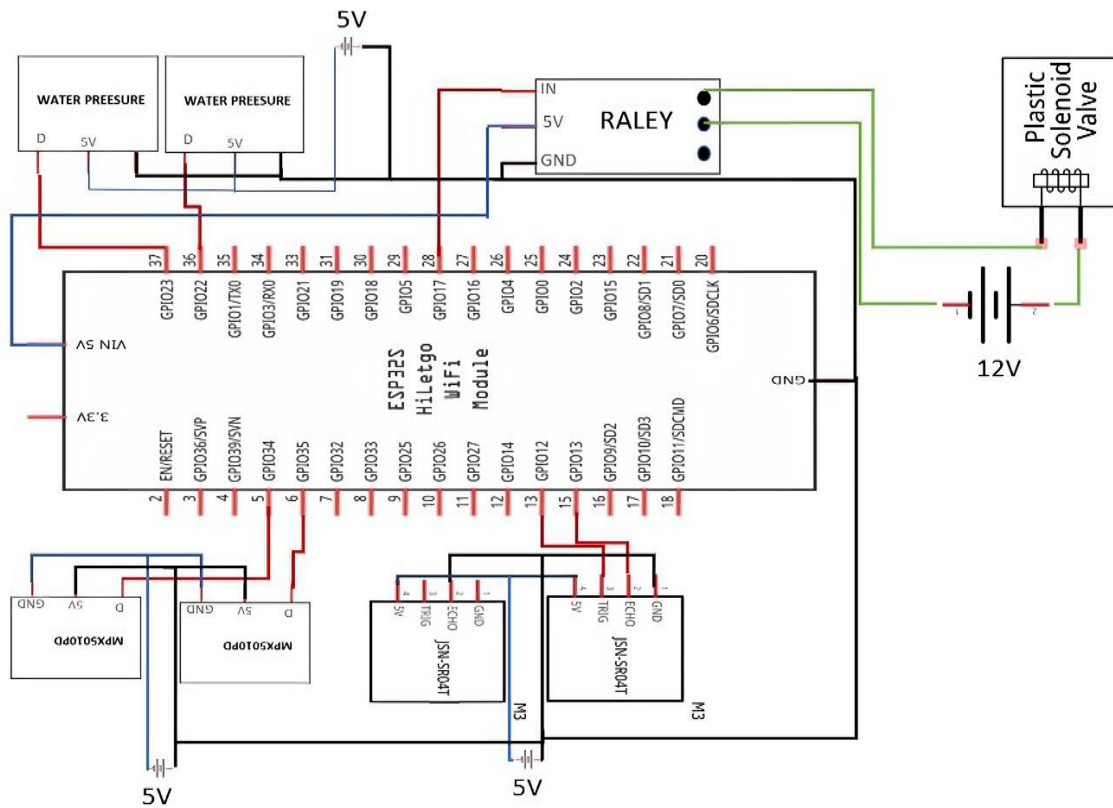 5V
WATER PREESURE
D
5V
WATER PREESURE
D
5V
IN
5V
GND
RALEY
Plastic
Solenoid
Valve
1
2
12V
37
36
35
34
33
31
30
29
28
27
26
25
24
23
22
21
20
GPIO23
GPIO22
GPIO1/TX0
GPIO3/RX0
GPIO21
GPIO19
GPIO18
GPIO5
GPIO17
GPIO16
GPIO4
GPIO0
GPIO2
GPIO15
GPIO8/SD1
GPIO7/SD0
GPIO6/SDCLK
VIN 5V
3.3V
ESP32S
HiLetgo
WiFi
Module
GND
EN/RESET
GPIO36/SVP
GPIO39/SVN
GPIO34
GPIO35
GPIO32
GPIO33
GPIO25
GPIO26
GPIO27
GPIO14
GPIO12
GPIO13
GPIO9/SD2
GPIO10/SD3
GPIO11/SDCMD
2
3
4
5
6
7
8
9
10
11
12
13
15
16
17
18
GND
5V
D
MPX5010PD
GND
5V
D
MPX5010PD
4
3
2
1
5V
TRIG
ECHO
GND
JSN-SR04T
M3
4
3
2
1
5V
TRIG
ECHO
GND
JSN-SR04T
M3
5V
5V